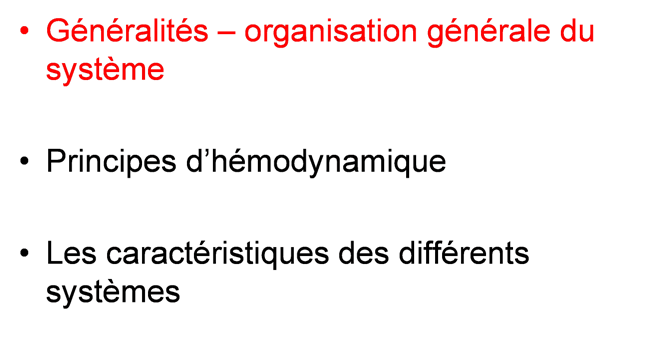 • Généralités – organisation générale du
système
• Principes d’hémodynamique
• Les caractéristiques des différents
systèmes